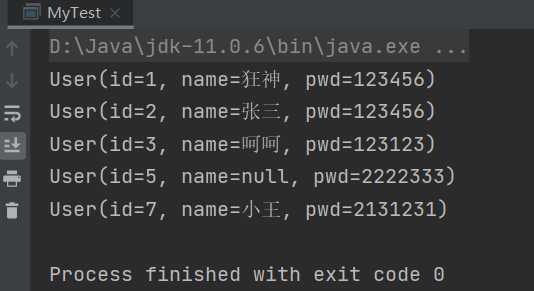 MyTest
D:\Java\jdk-11.0.6\bin\java.exe ...
User(id=1, name=狂神, pwd=123456)
User(id=2, name=张三, pwd=123456)
User(id=3, name=呵呵, pwd=123123)
User(id=5, name=null, pwd=2222333)
User(id=7, name=小王, pwd=2131231)
Process finished with exit code 0